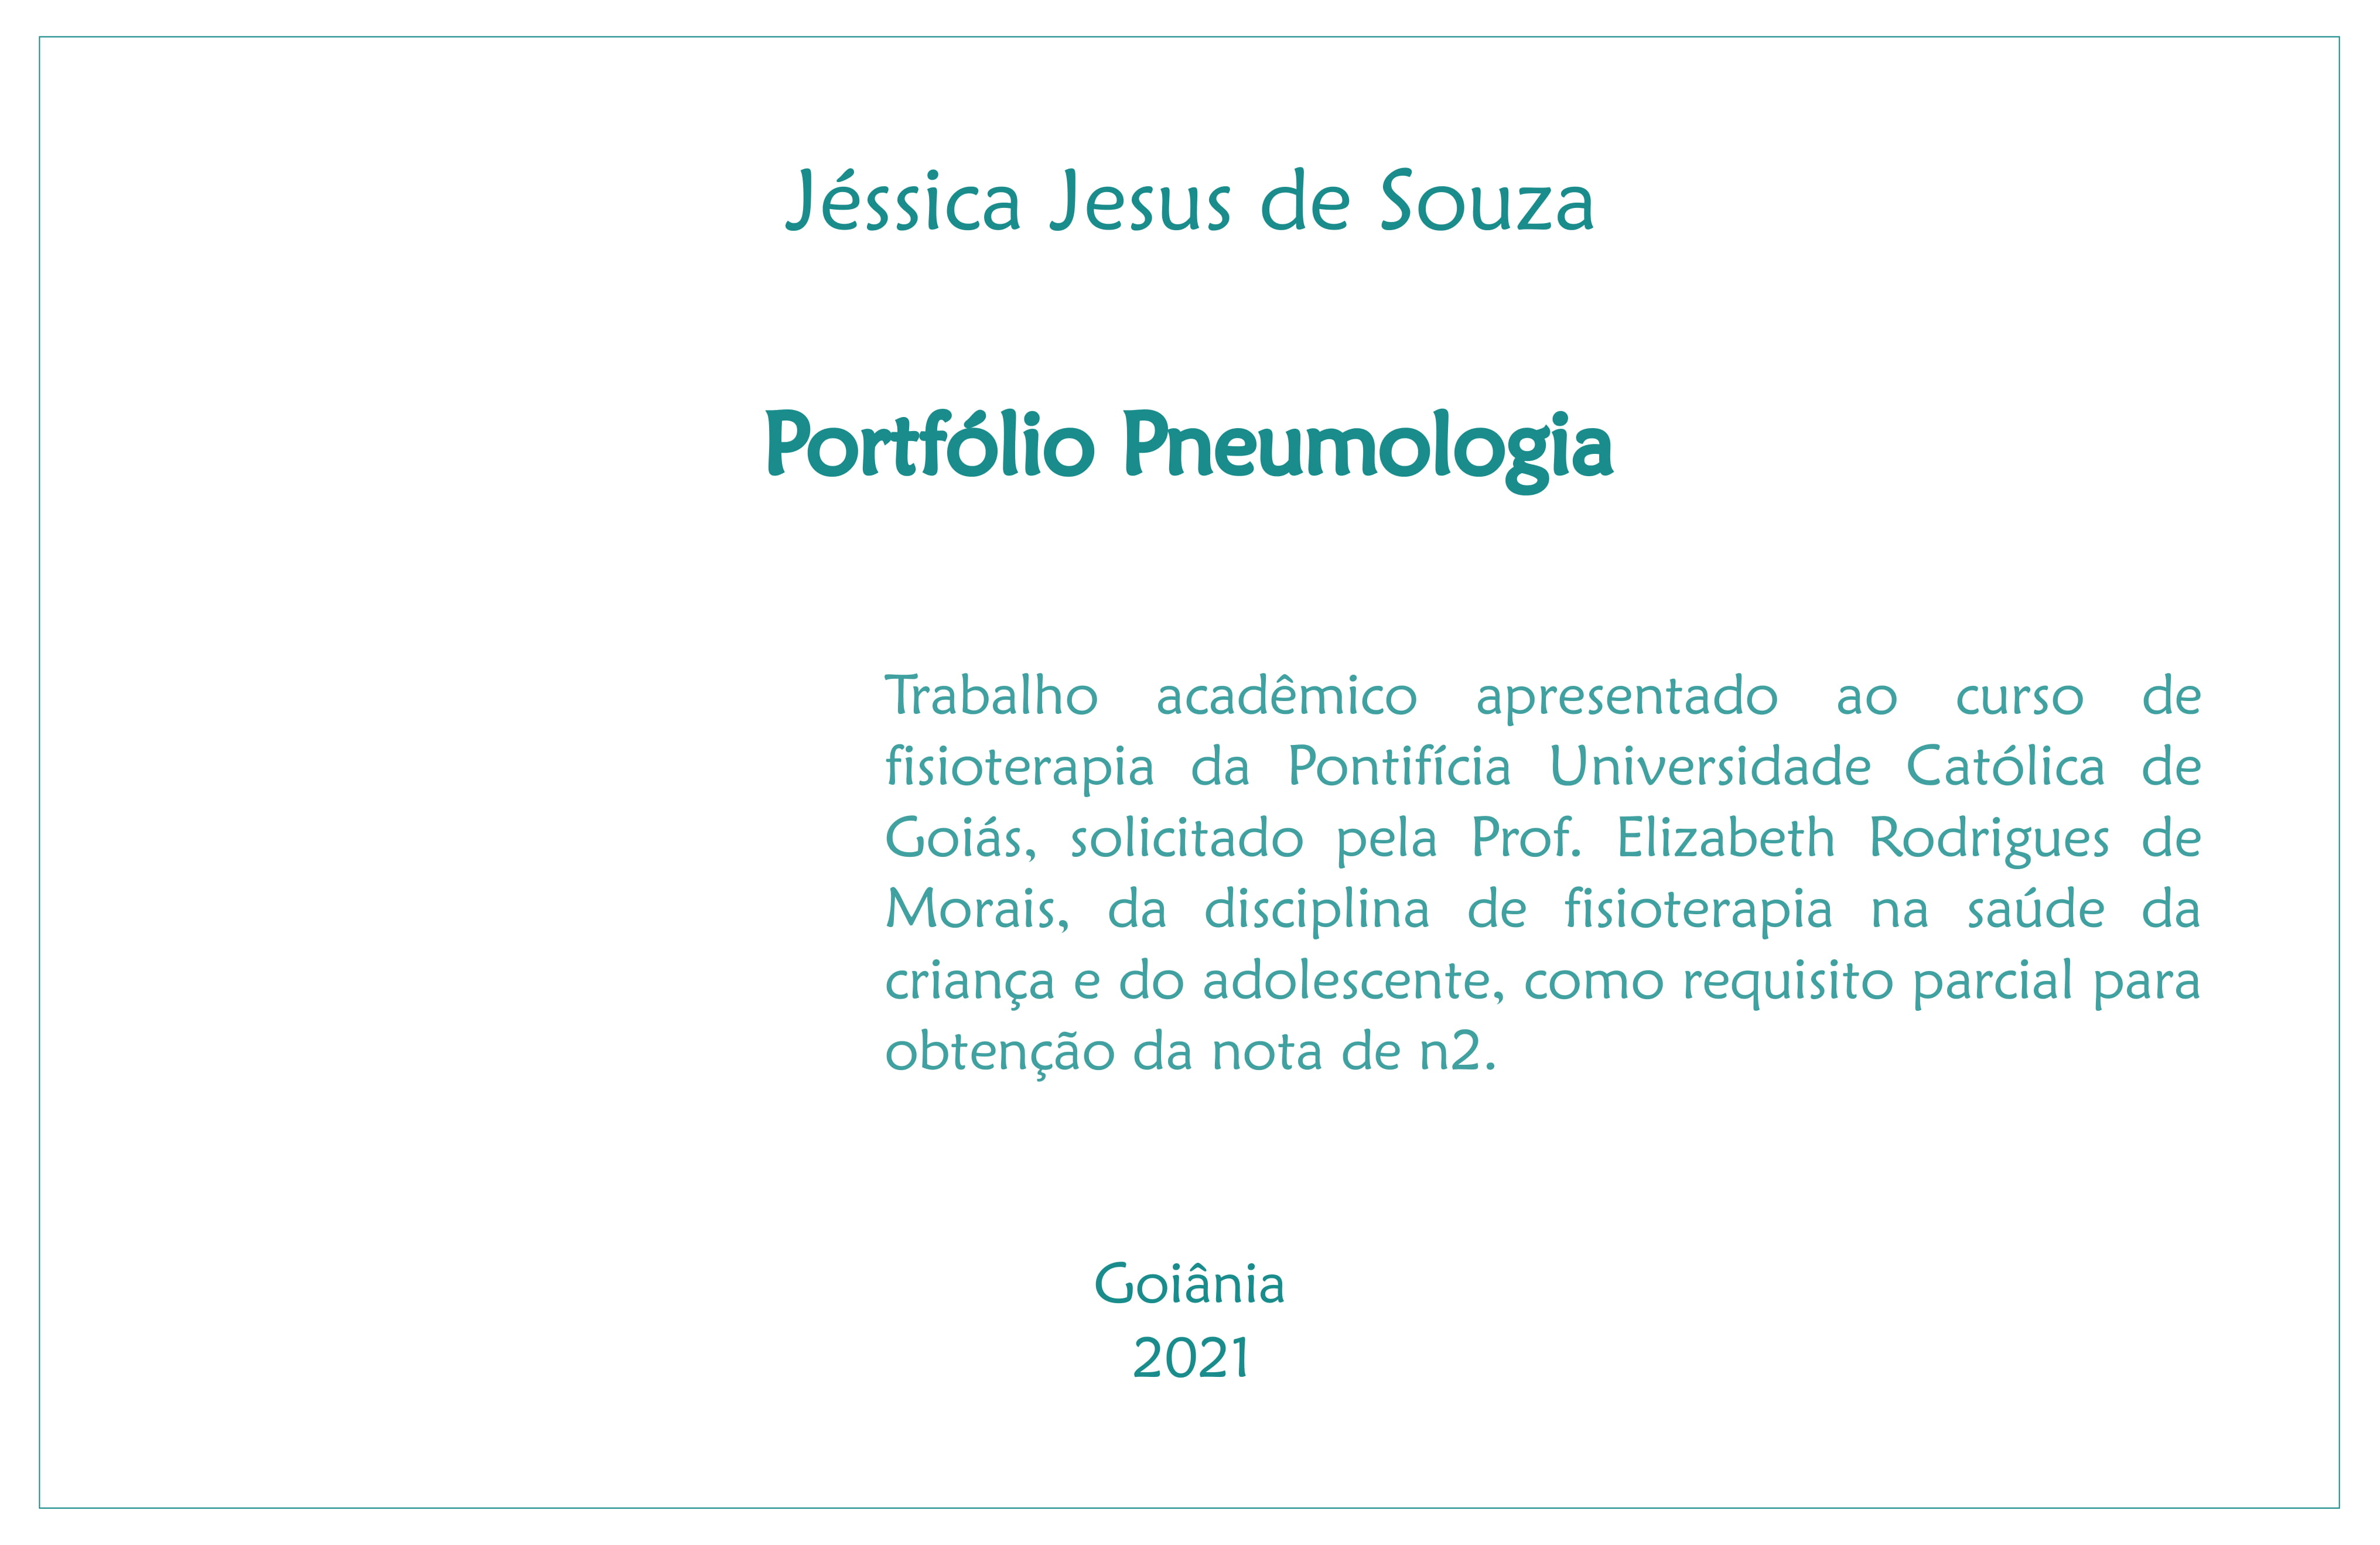 Jéssica Jesus de Souza
Portfólio Pneumologia
Trabalho acadêmico apresentado ao curso de
fisioterapia da Pontifícia Universidade Católica de
Goiás, solicitado pela Prof. Elizabeth Rodrigues de
Morais, da disciplina de fisioterapia na saúde da
criança e do adolescente, como requisito parcial para
obtenção da nota de n2.
Goiânia
2021